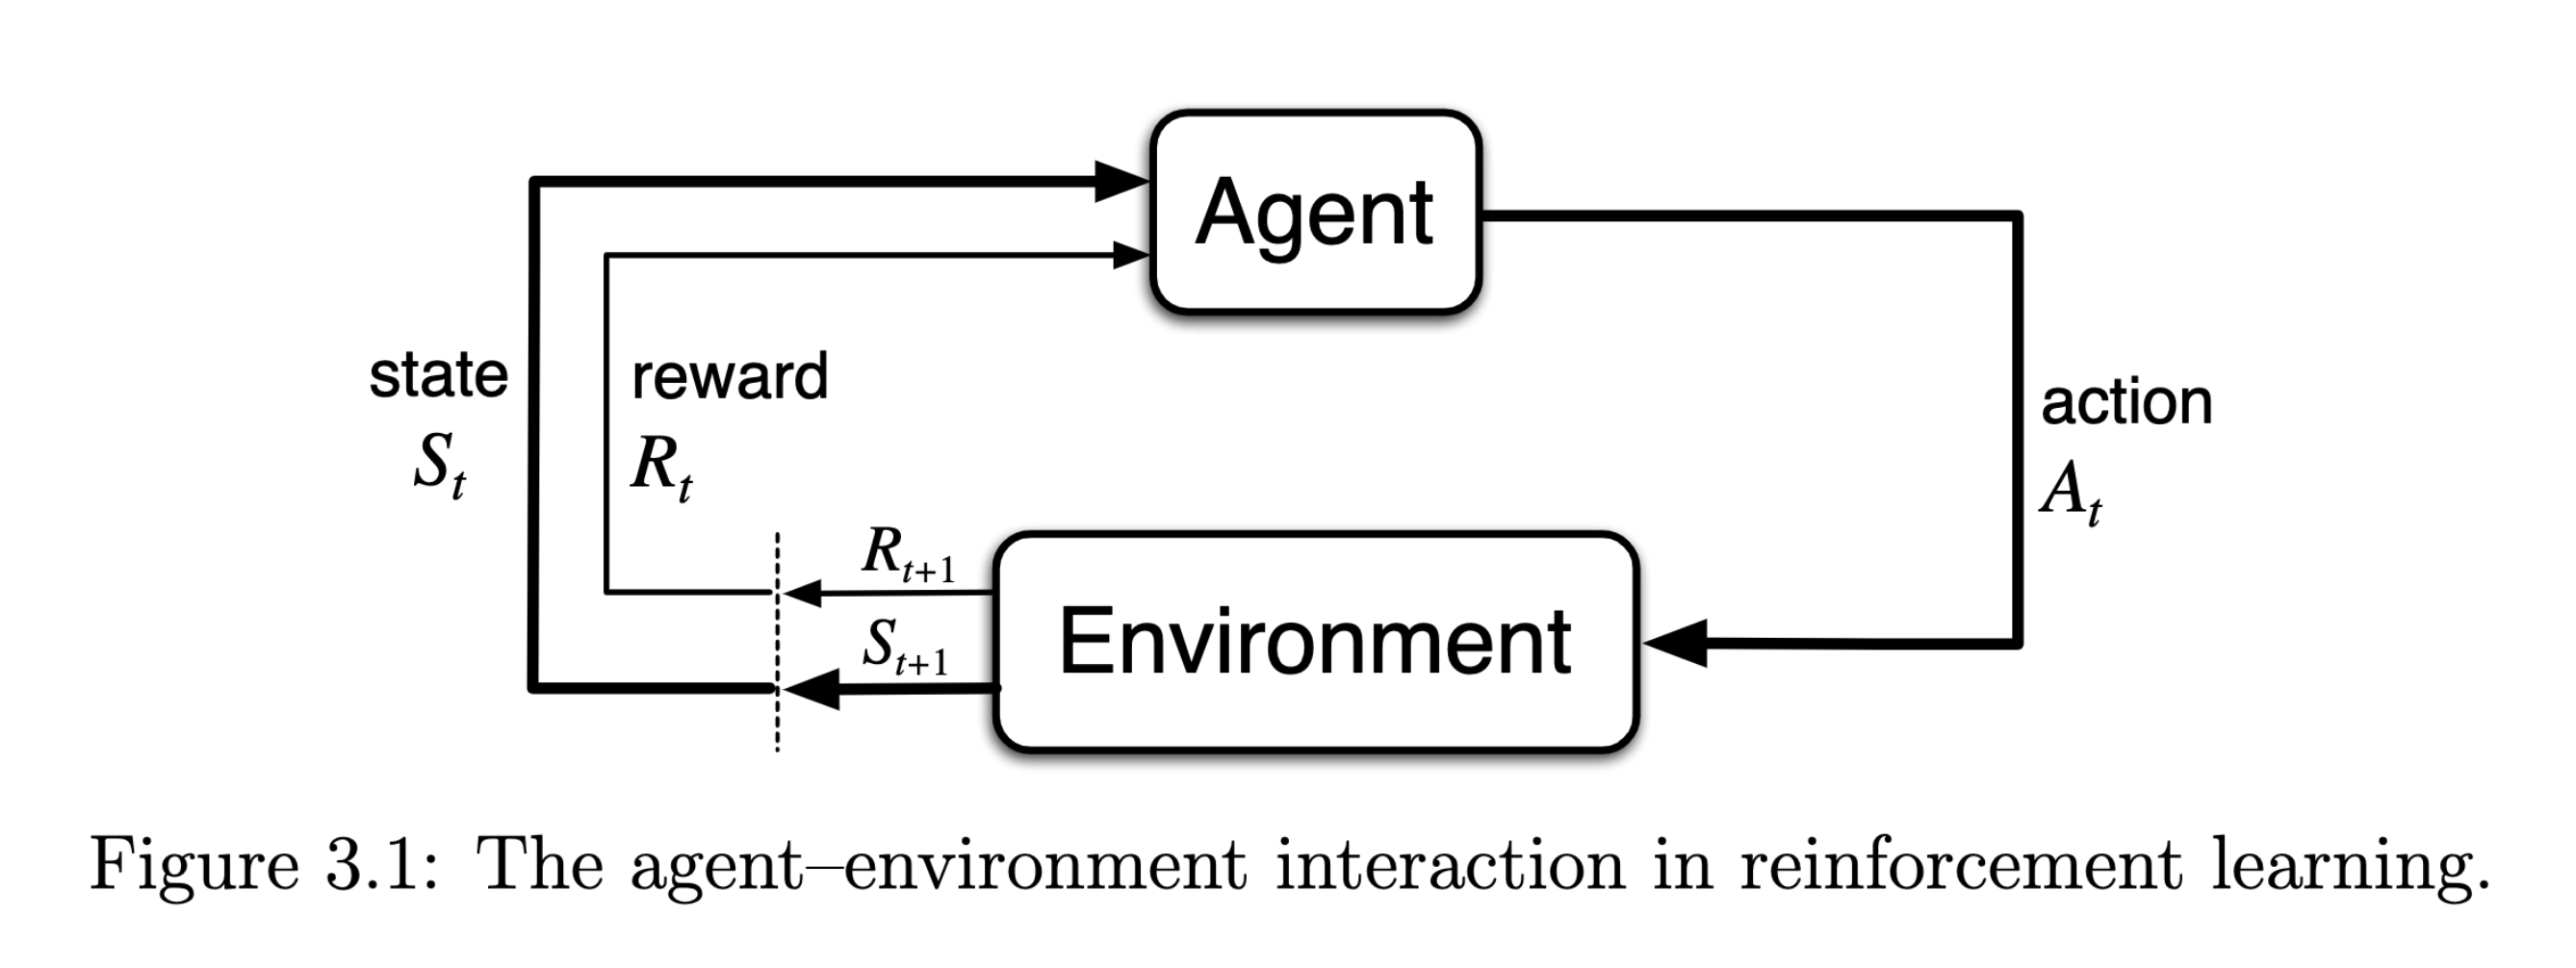 Agent
state
S_t
reward
R_t
action
A_t
R_{t+1}
S_{t+1}
Environment
Figure 3.1: The agent–environment interaction in reinforcement learning.